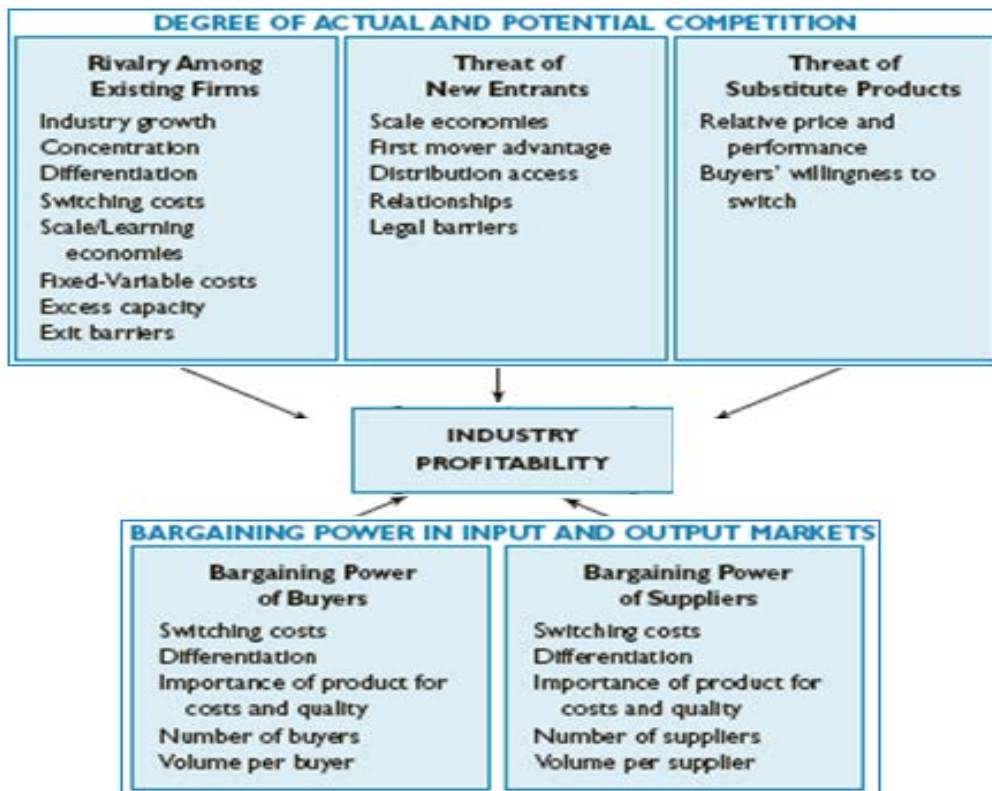 DEGREE OF ACTUAL AND POTENTIAL COMPETITION
Rivalry Among
Existing Firms
Industry growth
Concentration
Differentiation
Switching costs
Scale/Learning
economies
Fixed-Variable costs
Excess capacity
Exit barriers
Threat of
New Entrants
Scale economies
First mover advantage
Distribution access
Relationships
Legal barriers
Threat of
Substitute Products
Relative price and
performance
Buyers' willingness to
switch
INDUSTRY
PROFITABILITY
BARGAINING POWER IN INPUT AND OUTPUT MARKETS
Bargaining Power
of Buyers
Switching costs
Differentiation
Importance of product for
costs and quality
Number of buyers
Volume per buyer
Bargaining Power
of Suppliers
Switching costs
Differentiation
Importance of product for
costs and quality
Number of suppliers
Volume per supplier